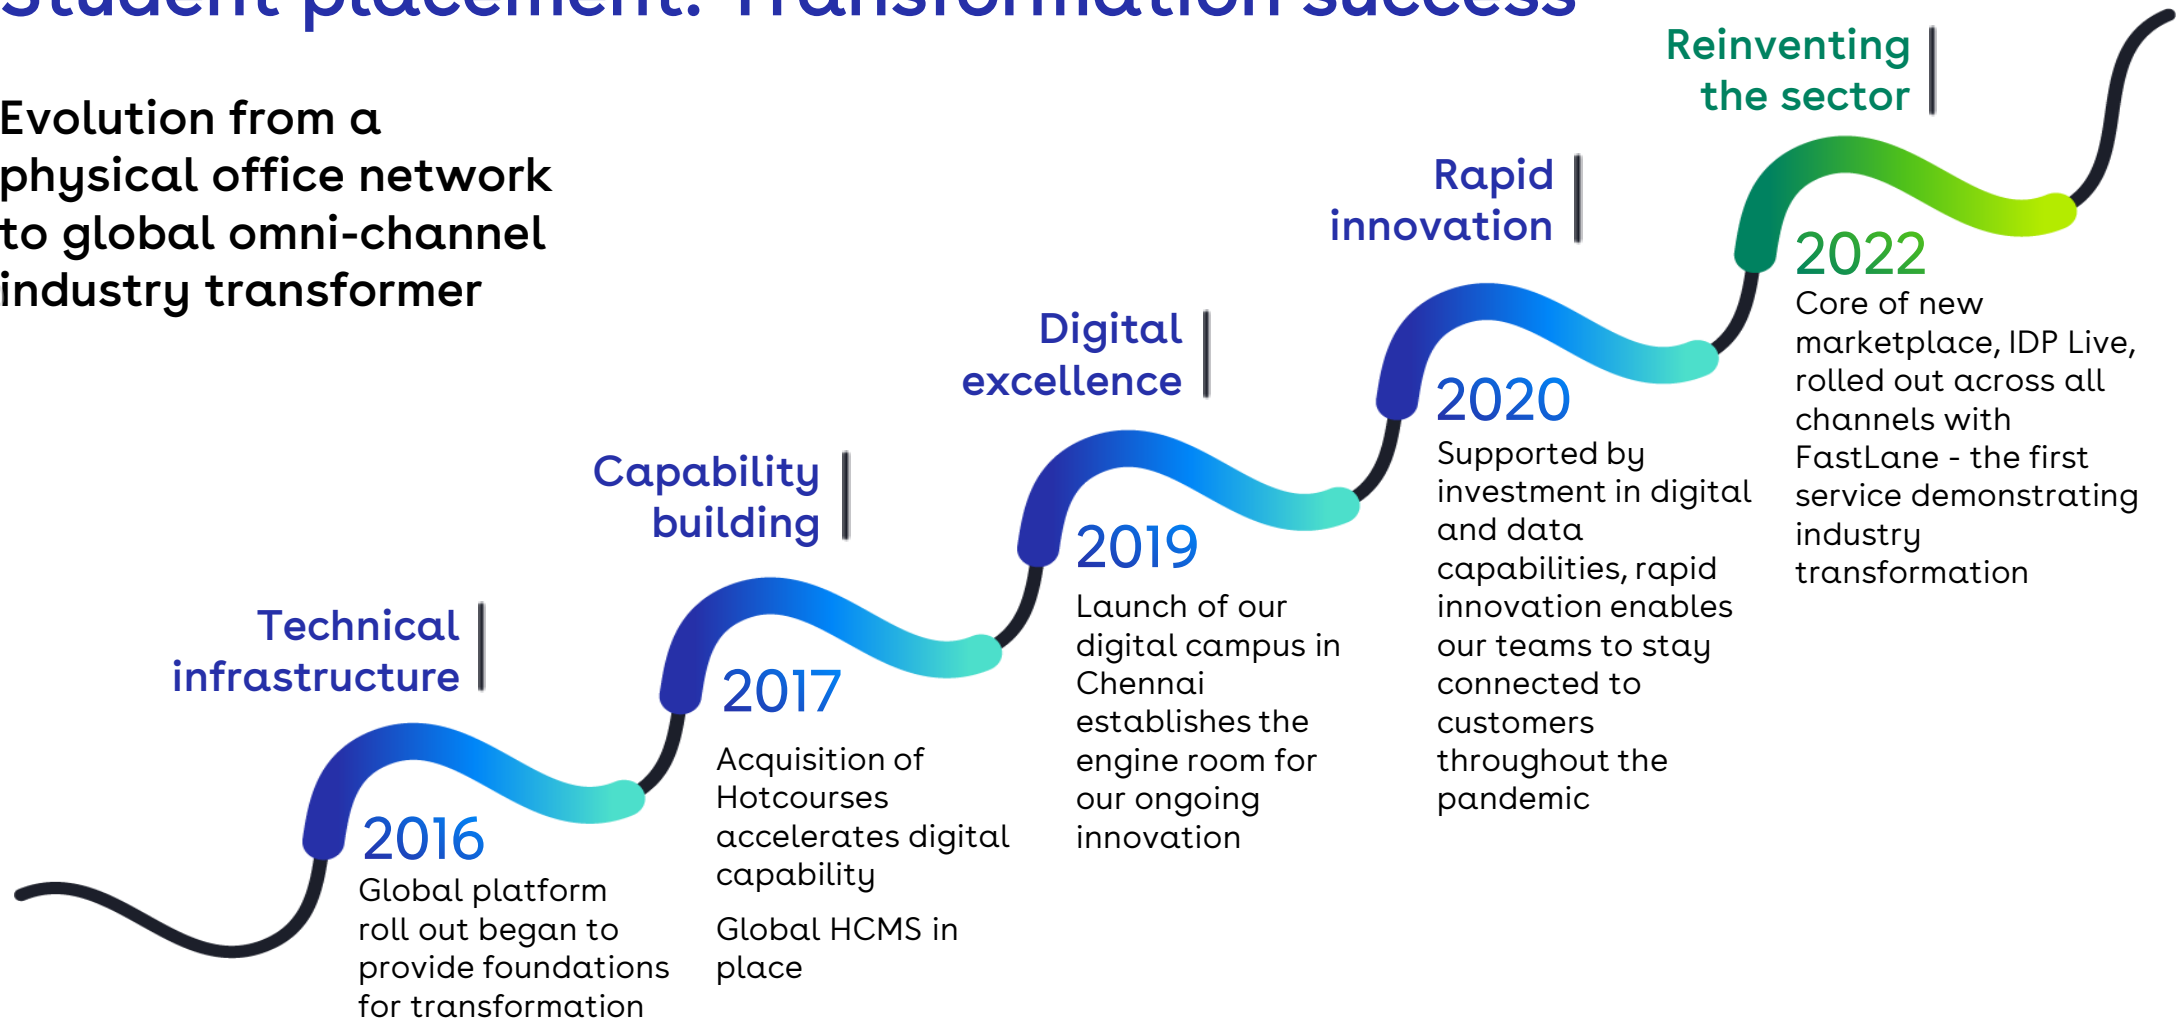 Student placement: Transformation success
Evolution from a
physical office network
to global omni-channel
industry transformer
Technical
infrastructure
2016
Global platform
roll out began to
provide foundations
for transformation
Capability
building
2017
Acquisition of
Hotcourses
accelerates digital
capability
Global HCMS in
place
Digital
excellence
2019
Launch of our
digital campus in
Chennai
establishes the
engine room for
our ongoing
innovation
Rapid
innovation
2020
Supported by
investment in digital
and data
capabilities, rapid
innovation enables
our teams to stay
connected to
customers
throughout the
pandemic
Reinventing
the sector
2022
Core of new
marketplace, IDP Live,
rolled out across all
channels with
FastLane - the first
service demonstrating
industry
transformation